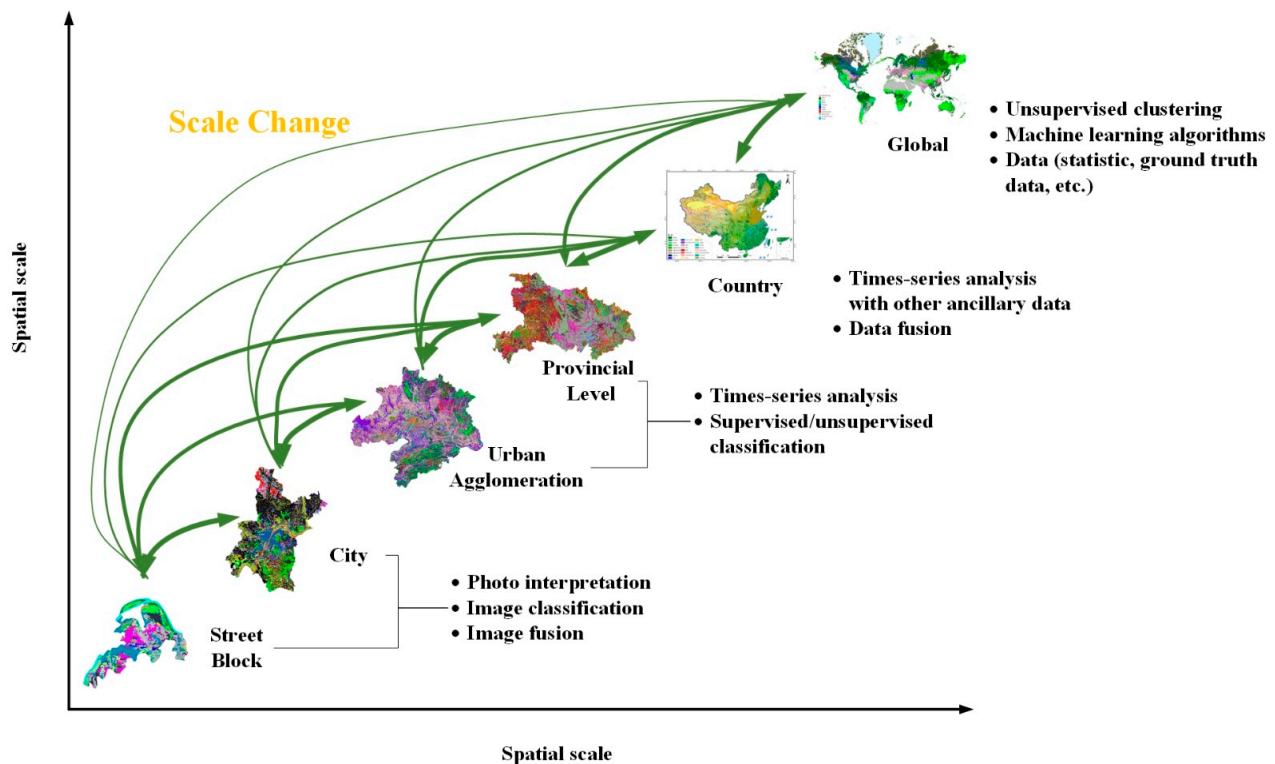 Scale Change
Spatial scale
Global
• Unsupervised clustering
• Machine learning algorithms
• Data (statistic, ground truth
data, etc.)
Country
• Times-series analysis
with other ancillary data
• Data fusion
Provincial
Level
• Times-series analysis
• Supervised/unsupervised
classification
Urban
Agglomeration
City
• Photo interpretation
• Image classification
• Image fusion
Street
Block
Spatial scale